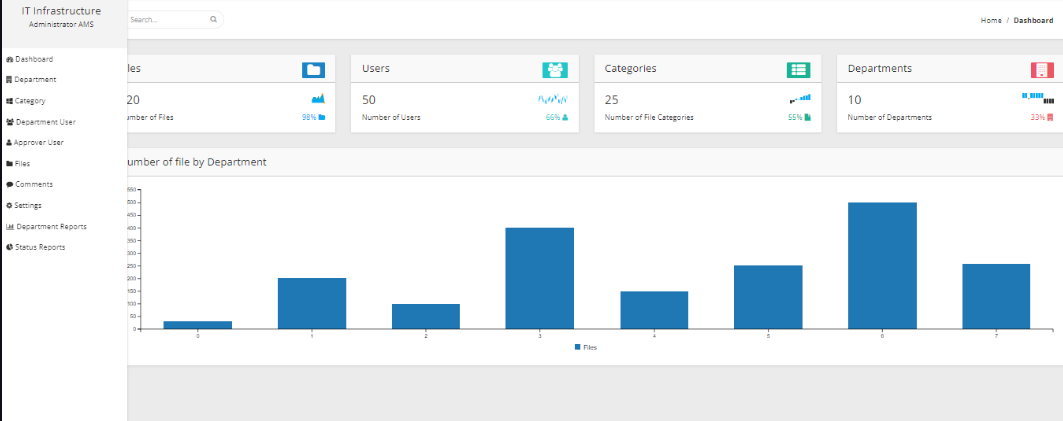 IT Infrastructure
Administrator AMS
Search...
Home / Dashboard
Dashboard
Department
Category
Department User
Approver User
Files
Comments
Settings
Department Reports
Status Reports
les
20
umber of Files
98%
Users
50
Number of Users
66%
Categories
25
Number of File Categories
55%
Departments
10
Number of Departments
33%
umber of file by Department
550
500
450
400
350
300
250
200
150
100
50
0
0 1 2 3 4 5 6 7
Files